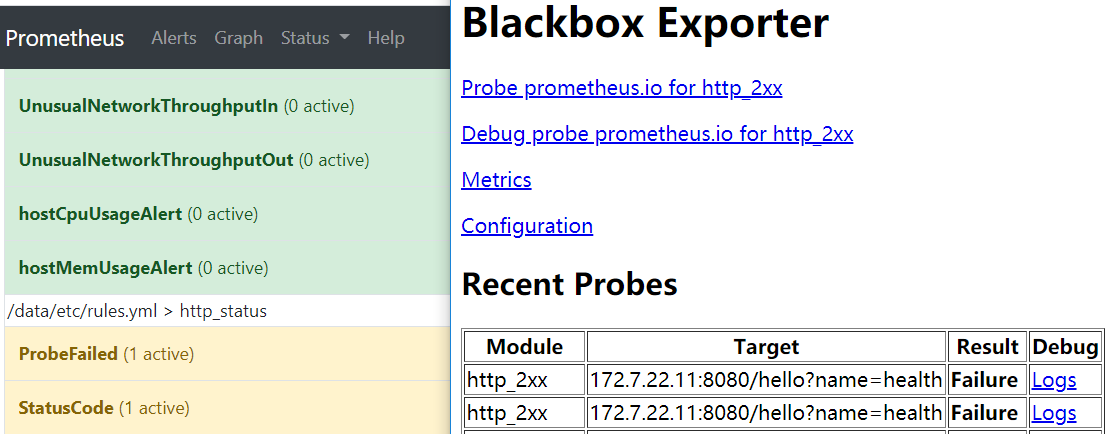 Prometheus Alerts Graph Status Help
UnusualNetworkThroughputIn (0 active)
UnusualNetworkThroughputOut (0 active)
hostCpuUsageAlert (0 active)
hostMemUsageAlert (0 active)
/data/etc/rules.yml > http_status
ProbeFailed (1 active)
StatusCode (1 active)
Blackbox Exporter
Probe prometheus.io for http_2xx
Debug probe prometheus.io for http_2xx
Metrics
Configuration
Recent Probes
Module Target Result Debug
http_2xx 172.7.22.11:8080/hello?name=health Failure Logs
http_2xx 172.7.22.11:8080/hello?name=health Failure Logs